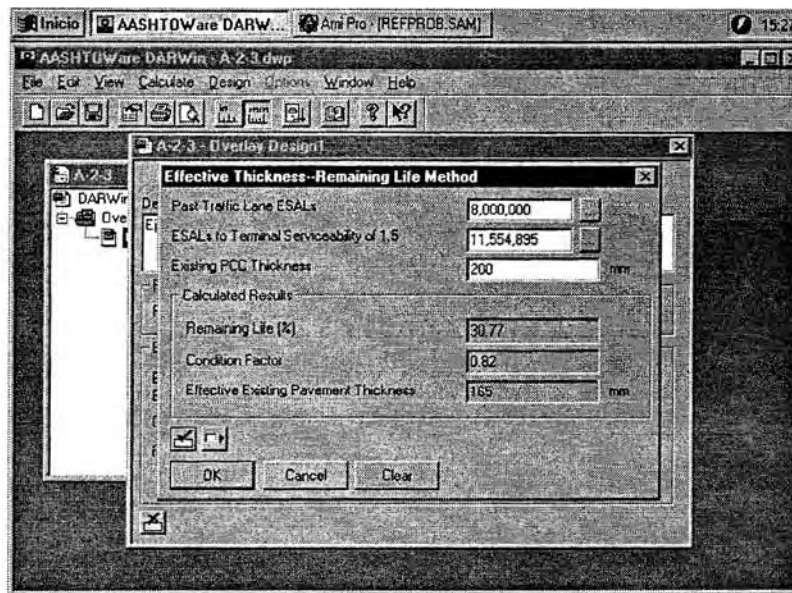 Inicio AASHTOWare DARW... Ami Pro - [REFPROB.SAM] 15:22
AASHTOWare DARWin - A-2-3.dwp
File Edit View Calculate Design Options Window Help
A-2-3 - Overlay Design1
A-2-3
DARWin
Ove
De
Effective Thickness--Remaining Life Method
Past Traffic Lane ESALs 8,000,000
ESALs to Terminal Serviceability of 1.5 11,554,895
Existing PCC Thickness 200 mm
Calculated Results
Remaining Life (%) 30.77
Condition Factor 0.82
Effective Existing Pavement Thickness 165 mm
OK Cancel Clear